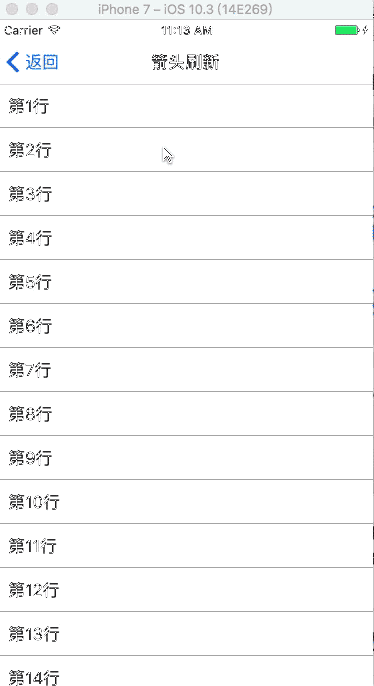 iPhone 7 – iOS 10.3 (14E269)
Carrier 11:13 AM
返回 箭头刷新
第1行
第2行
第3行
第4行
第5行
第6行
第7行
第8行
第9行
第10行
第11行
第12行
第13行
第14行